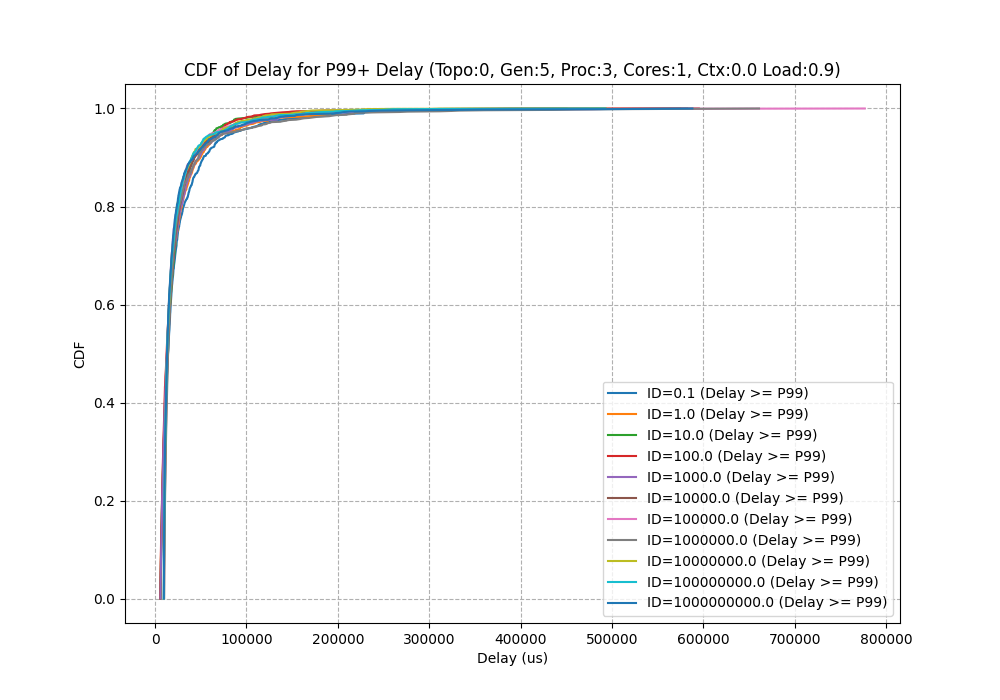 CDF of Delay for P99+ Delay (Topo:0, Gen:5, Proc:3, Cores:1, Ctx:0.0 Load:0.9)
1.0
0.8
0.6
0.4
0.2
0.0
CDF
ID=0.1 (Delay >= P99)
ID=1.0 (Delay >= P99)
ID=10.0 (Delay >= P99)
ID=100.0 (Delay >= P99)
ID=1000.0 (Delay >= P99)
ID=10000.0 (Delay >= P99)
ID=100000.0 (Delay >= P99)
ID=1000000.0 (Delay >= P99)
ID=10000000.0 (Delay >= P99)
ID=100000000.0 (Delay >= P99)
ID=1000000000.0 (Delay >= P99)
0 100000 200000 300000 400000 500000 600000 700000 800000
Delay (us)